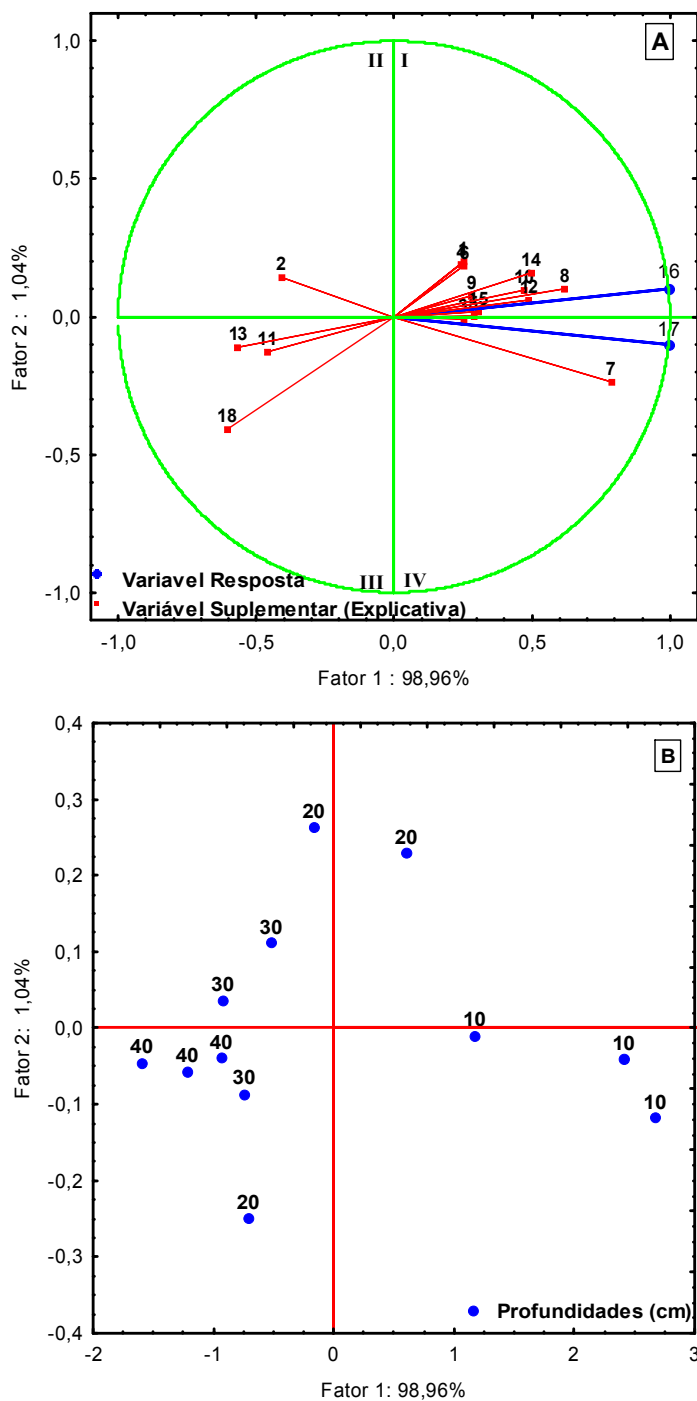 A
II I
1,0
0,5
0,0
-0,5
-1,0
Fator 2 : 1,04%
2
13
11
18
14
8
9
12
15
16
17
7
III IV
Variavel Resposta
Variável Suplementar (Explicativa)
-1,0 -0,5 0,0 0,5 1,0
Fator 1 : 98,96%
B
0,4
0,3
0,2
0,1
0,0
-0,1
-0,2
-0,3
-0,4
Fator 2: 1,04%
20
20
30
30
10
40
40
40
10
30
10
20
Profundidades (cm)
-2 -1 0 1 2 3
Fator 1: 98,96%